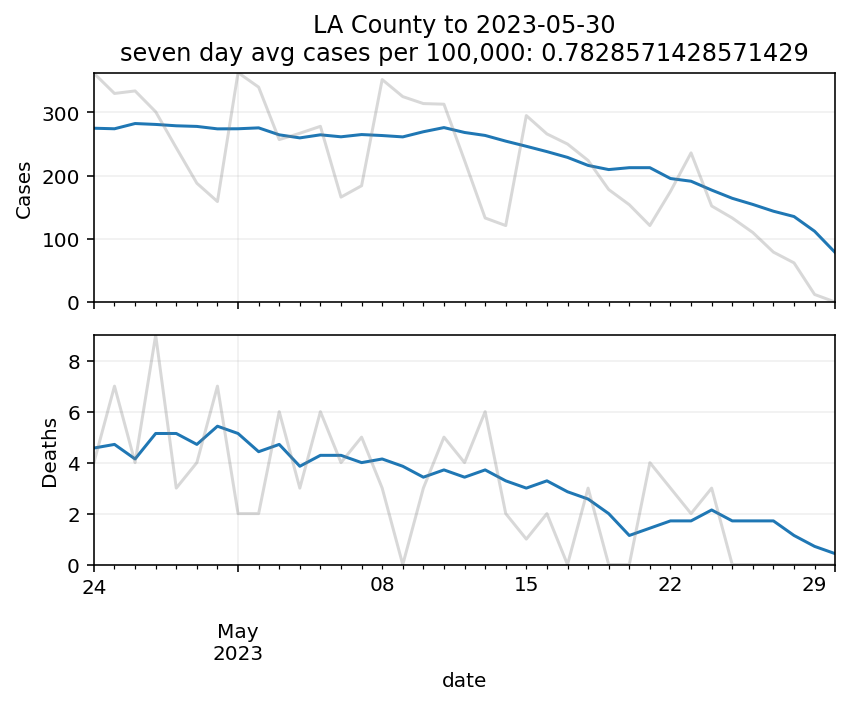 LA County to 2023-05-30
seven day avg cases per 100,000: 0.7828571428571429
300
200
100
0
Cases
8
6
4
2
0
Deaths
24 08 15 22 29
May
2023
date